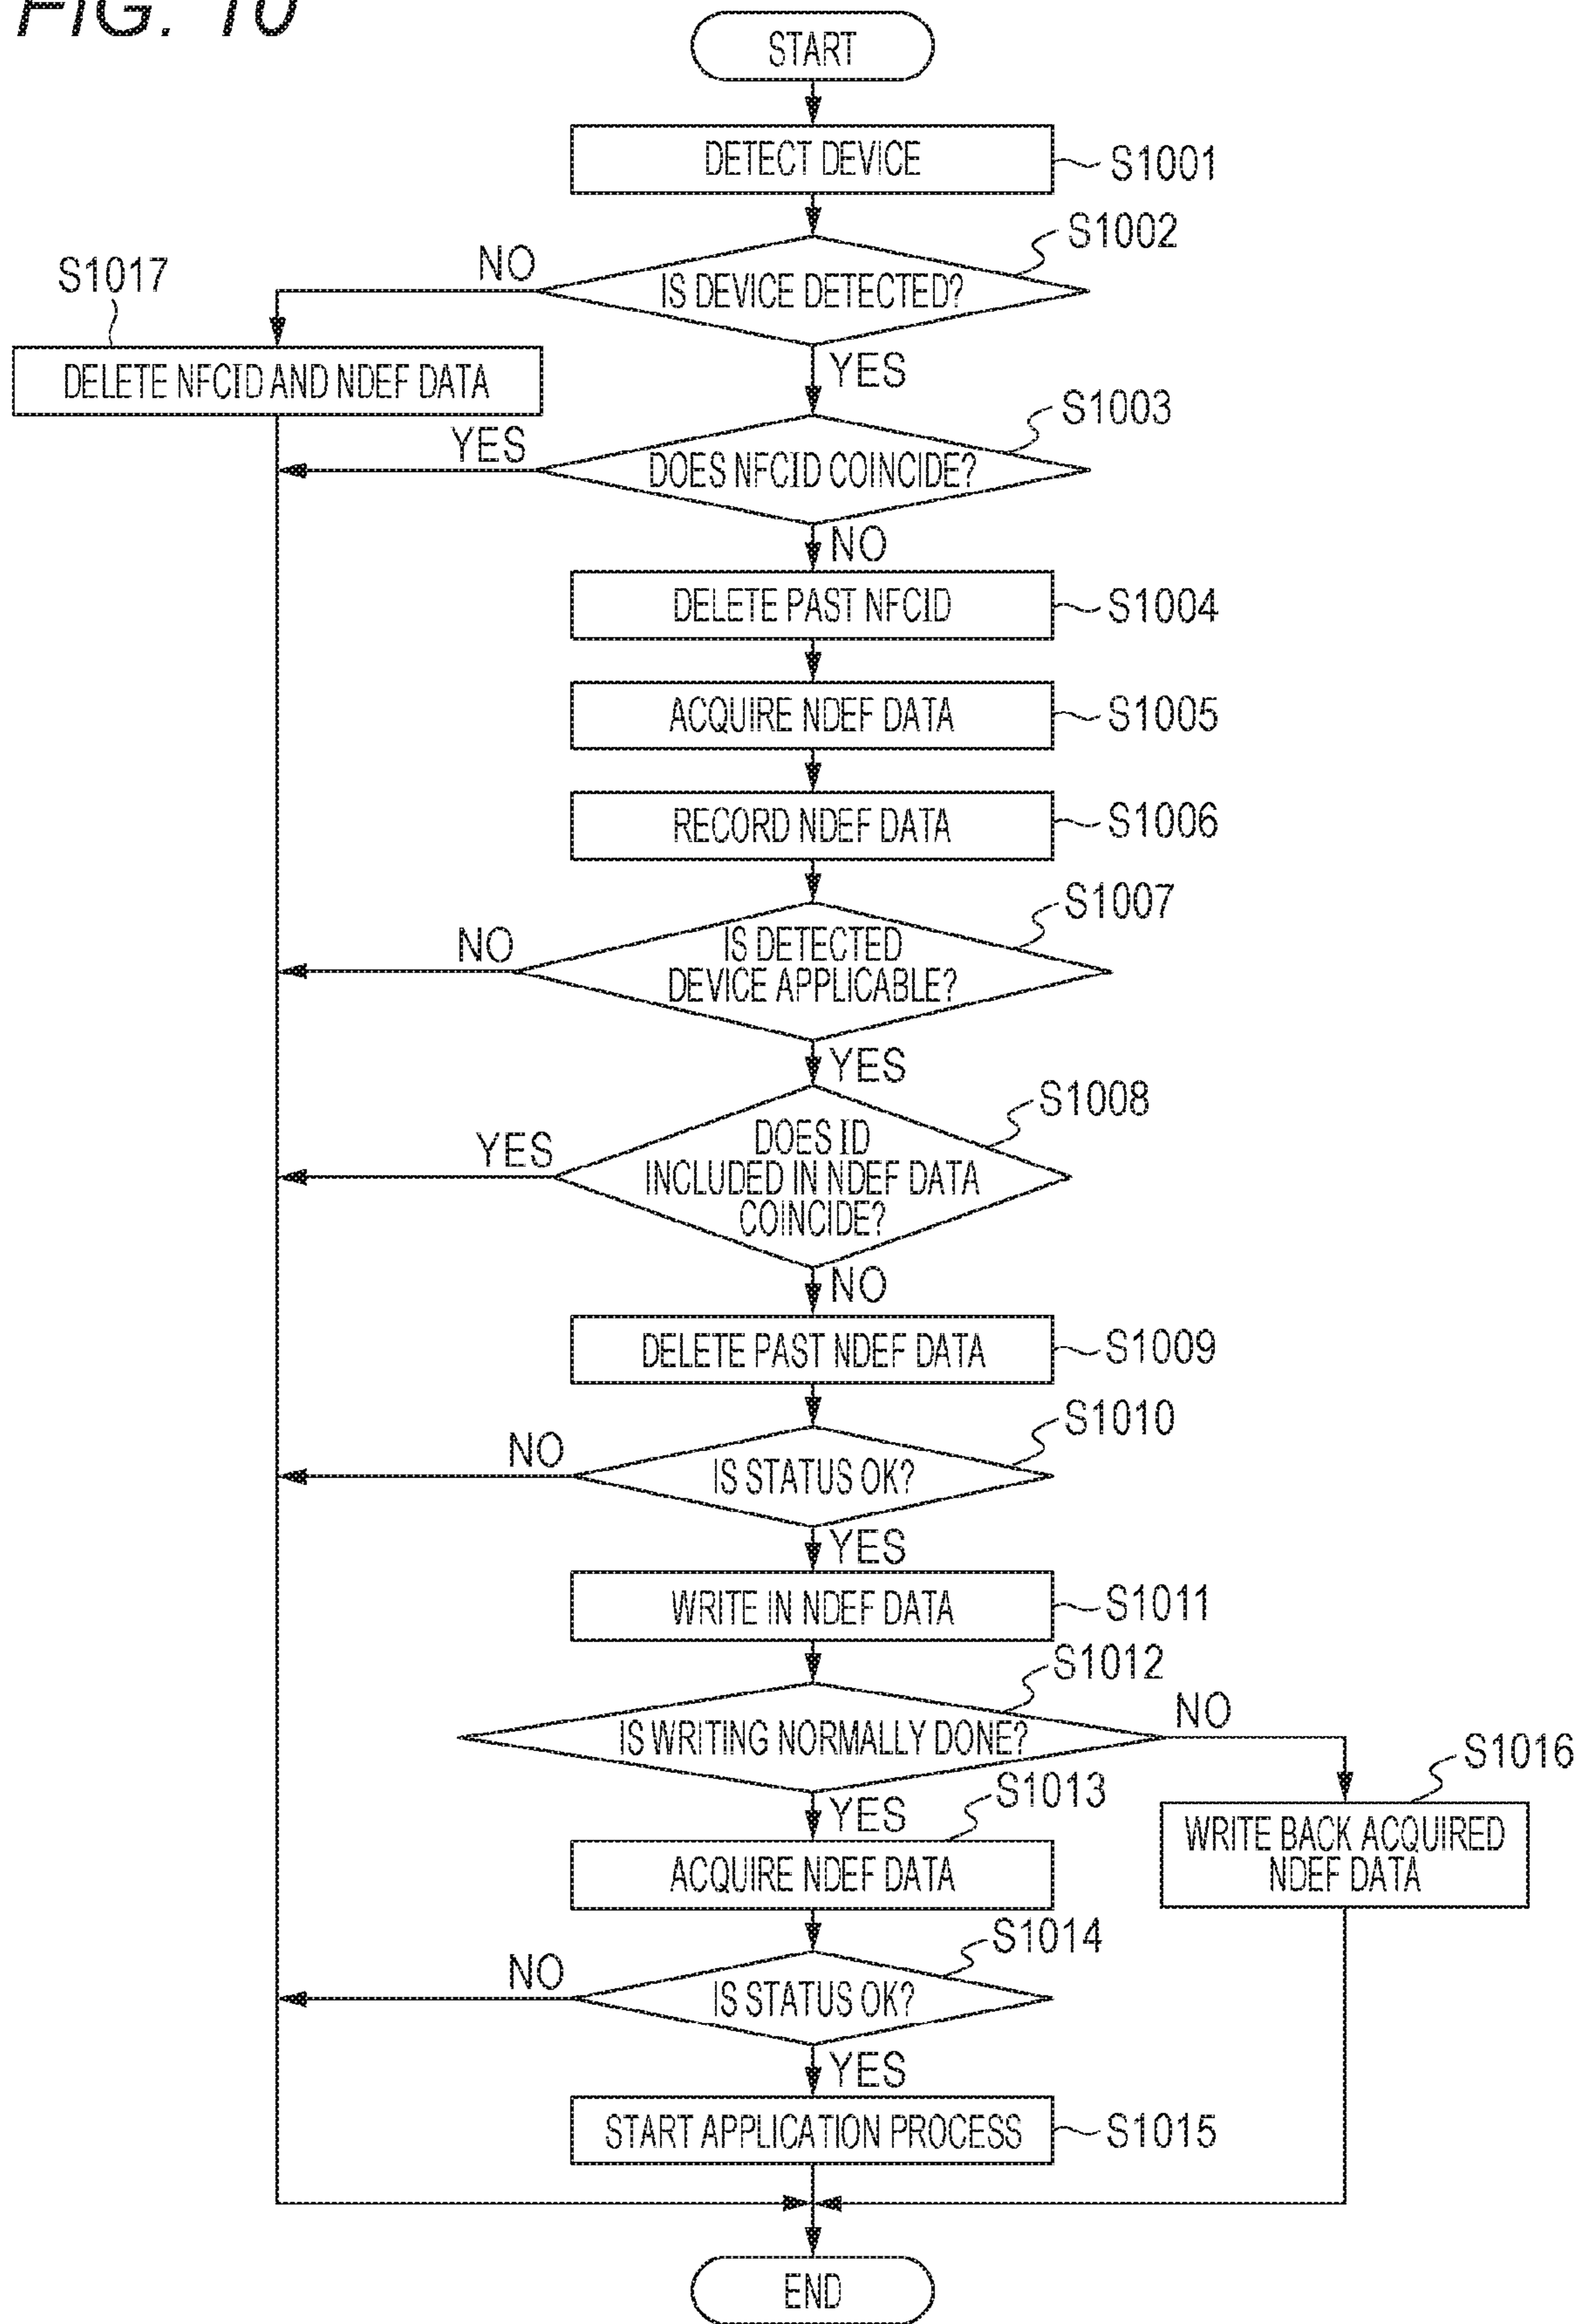 FIG. 10
START
DETECT DEVICE
S1001
S1002
IS DEVICE DETECTED?
NO
YES
S1017
DELETE NFCID AND NDEF DATA
S1003
DOES NFCID COINCIDE?
YES
NO
DELETE PAST NFCID
S1004
ACQUIRE NDEF DATA
S1005
RECORD NDEF DATA
S1006
S1007
IS DETECTED
DEVICE APPLICABLE?
NO
YES
S1008
DOES ID
INCLUDED IN NDEF DATA
COINCIDE?
YES
NO
DELETE PAST NDEF DATA
S1009
S1010
IS STATUS OK?
NO
YES
WRITE IN NDEF DATA
S1011
S1012
IS WRITING NORMALLY DONE?
NO
YES
S1016
WRITE BACK ACQUIRED
NDEF DATA
S1013
ACQUIRE NDEF DATA
S1014
IS STATUS OK?
NO
YES
START APPLICATION PROCESS
S1015
END